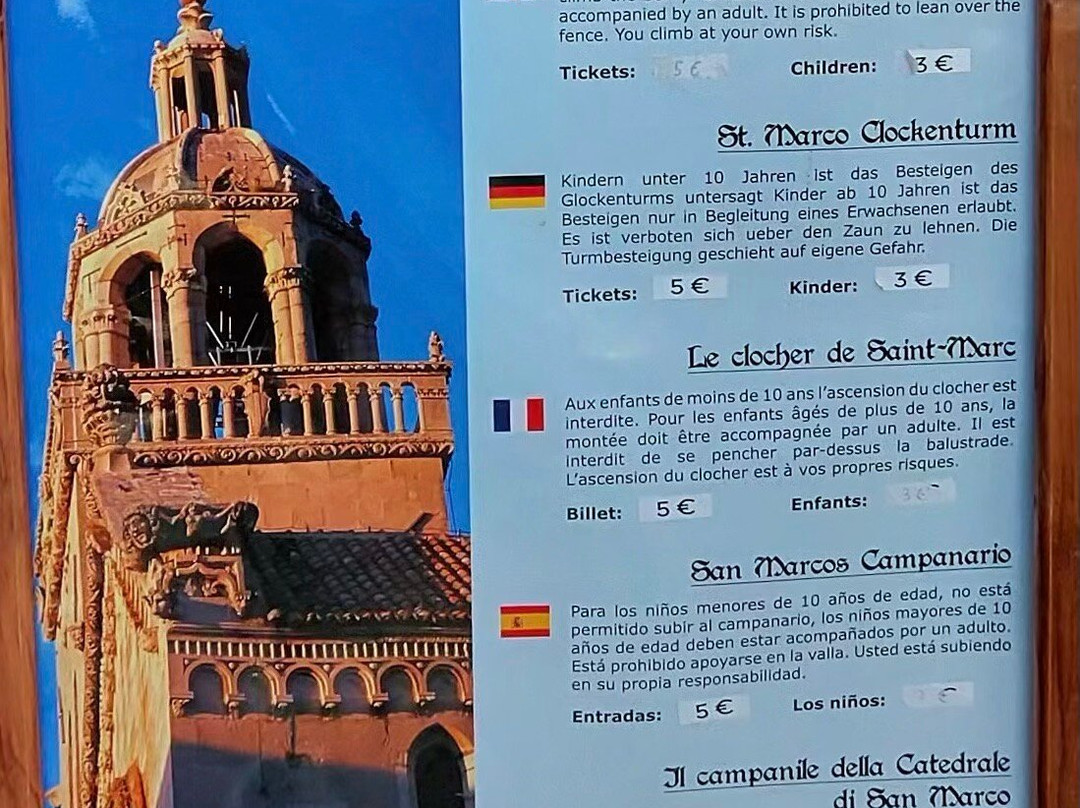 accompanied by an adult. It is prohibited to lean over the
fence. You climb at your own risk.
Tickets: 5 € Children: 3 €
St. Marco Clockenturm
Kindern unter 10 Jahren ist das Besteigen des
Glockenturms untersagt Kinder ab 10 Jahren ist das
Besteigen nur in Begleitung eines Erwachsenen erlaubt.
Es ist verboten sich ueber den Zaun zu lehnen. Die
Turmbesteigung geschieht auf eigene Gefahr.
Tickets: 5 € Kinder: 3 €
Le clocher de Saint-Marc
Aux enfants de moins de 10 ans l’ascension du clocher est
interdite. Pour les enfants âgés de plus de 10 ans, la
montée doit être accompagnée par un adulte. Il est
interdit de se pencher par-dessus la balustrade.
L’ascension du clocher est à vos propres risques.
Billet: 5 € Enfants: 3 €
San Marcos Campanario
Para los niños menores de 10 años de edad, no está
permitido subir al campanario, los niños mayores de 10
años de edad deben estar acompañados por un adulto.
Está prohibido apoyarse en la valla. Usted está subiendo
en su propia responsabilidad.
Entradas: 5 € Los niños: €
Il campanile della Catedrale
di San Marco